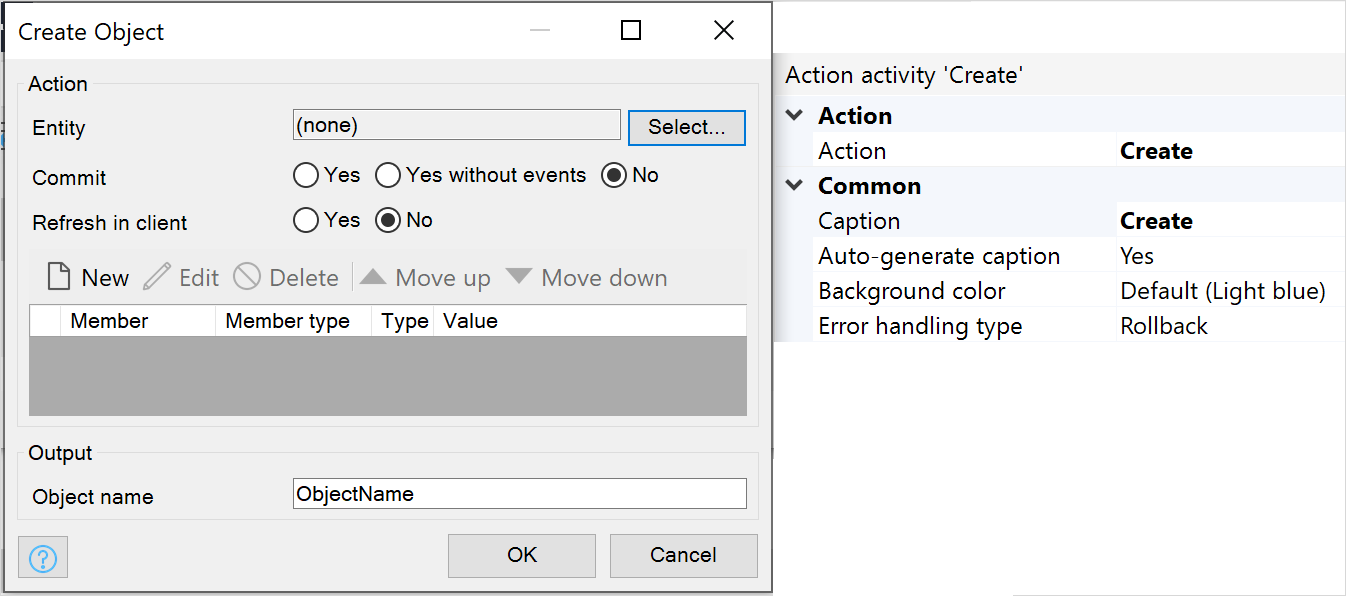 Create Object
Action
Entity (none) Select...
Commit Yes Yes without events No
Refresh in client Yes No
New Edit Delete Move up Move down
Member Member type Type Value
Output
Object name ObjectName
? OK Cancel
Action activity 'Create'
Action
Action Create
Common
Caption Create
Auto-generate caption Yes
Background color Default (Light blue)
Error handling type Rollback